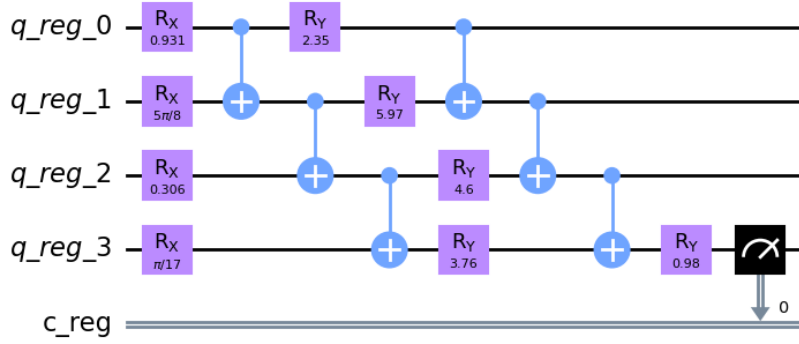 q_reg_0 R_X 0.931 R_Y 2.35
q_reg_1 R_X 5π/8 R_Y 5.97
q_reg_2 R_X 0.306 R_Y 4.6
q_reg_3 R_X π/17 R_Y 3.76 R_Y 0.98
c_reg 0